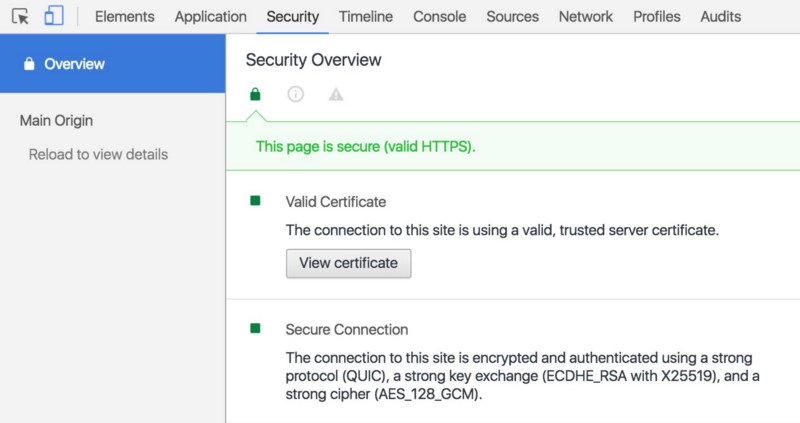 Elements Application Security Timeline Console Sources Network Profiles Audits
Overview
Main Origin
Reload to view details
Security Overview
This page is secure (valid HTTPS).
Valid Certificate
The connection to this site is using a valid, trusted server certificate.
View certificate
Secure Connection
The connection to this site is encrypted and authenticated using a strong
protocol (QUIC), a strong key exchange (ECDHE_RSA with X25519), and a
strong cipher (AES_128_GCM).